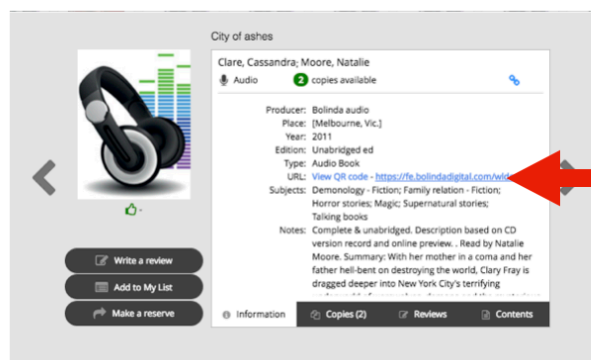 City of ashes
Clare, Cassandra; Moore, Natalie
Audio 2 copies available
Producer: Bolinda audio
Place: [Melbourne, Vic.]
Year: 2011
Edition: Unabridged ed
Type: Audio Book
URL: View QR code - https://fe.bolindadigital.com/wld
Subjects: Demonology - Fiction; Family relation - Fiction;
Horror stories; Magic; Supernatural stories;
Talking books
Notes: Complete & unabridged. Description based on CD
version record and online preview. . Read by Natalie
Moore. Summary: With her mother in a coma and her
father hell-bent on destroying the world, Clary Fray is
dragged deeper into New York City's terrifying
-
Write a review
Add to My List
Make a reserve
Information Copies (2) Reviews Contents